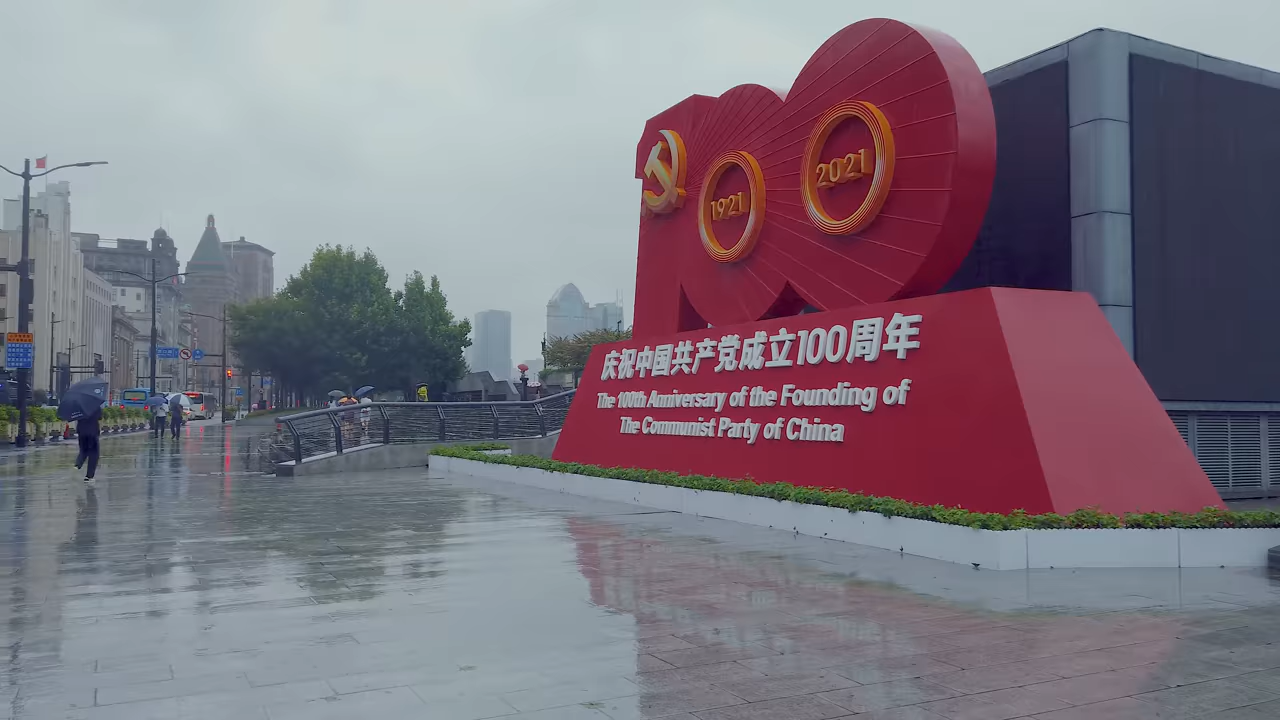 1921
2021
庆祝中国共产党成立100周年
The 100th Anniversary of the Founding of
The Communist Party of China